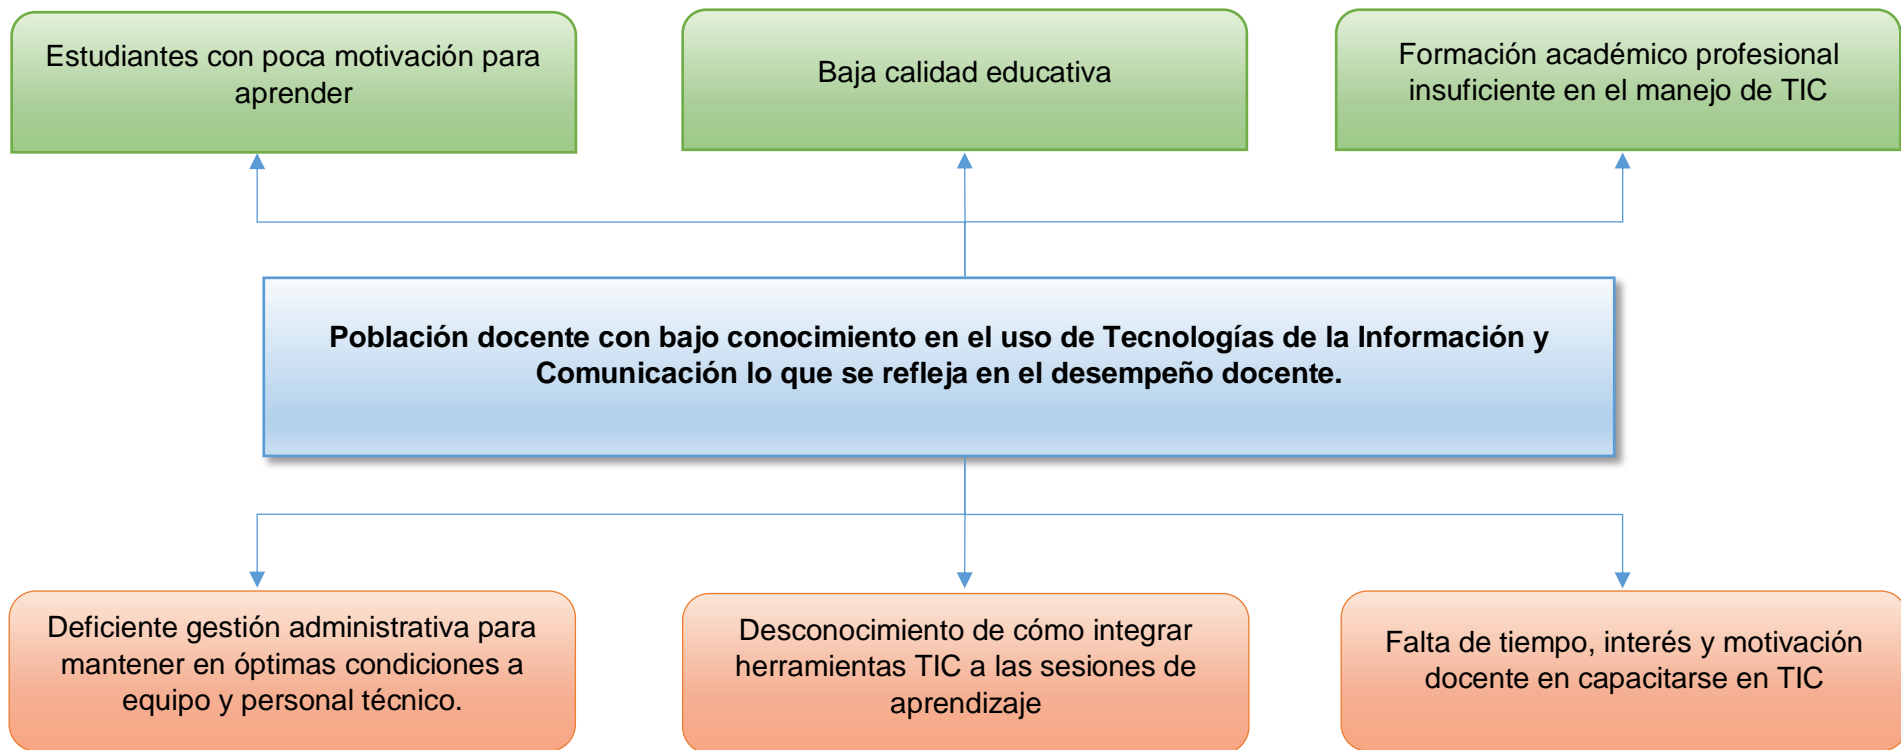 Estudiantes con poca motivación para
aprender
Baja calidad educativa
Formación académico profesional
insuficiente en el manejo de TIC
Población docente con bajo conocimiento en el uso de Tecnologías de la Información y
Comunicación lo que se refleja en el desempeño docente.
Deficiente gestión administrativa para
mantener en óptimas condiciones a
equipo y personal técnico.
Desconocimiento de cómo integrar
herramientas TIC a las sesiones de
aprendizaje
Falta de tiempo, interés y motivación
docente en capacitarse en TIC